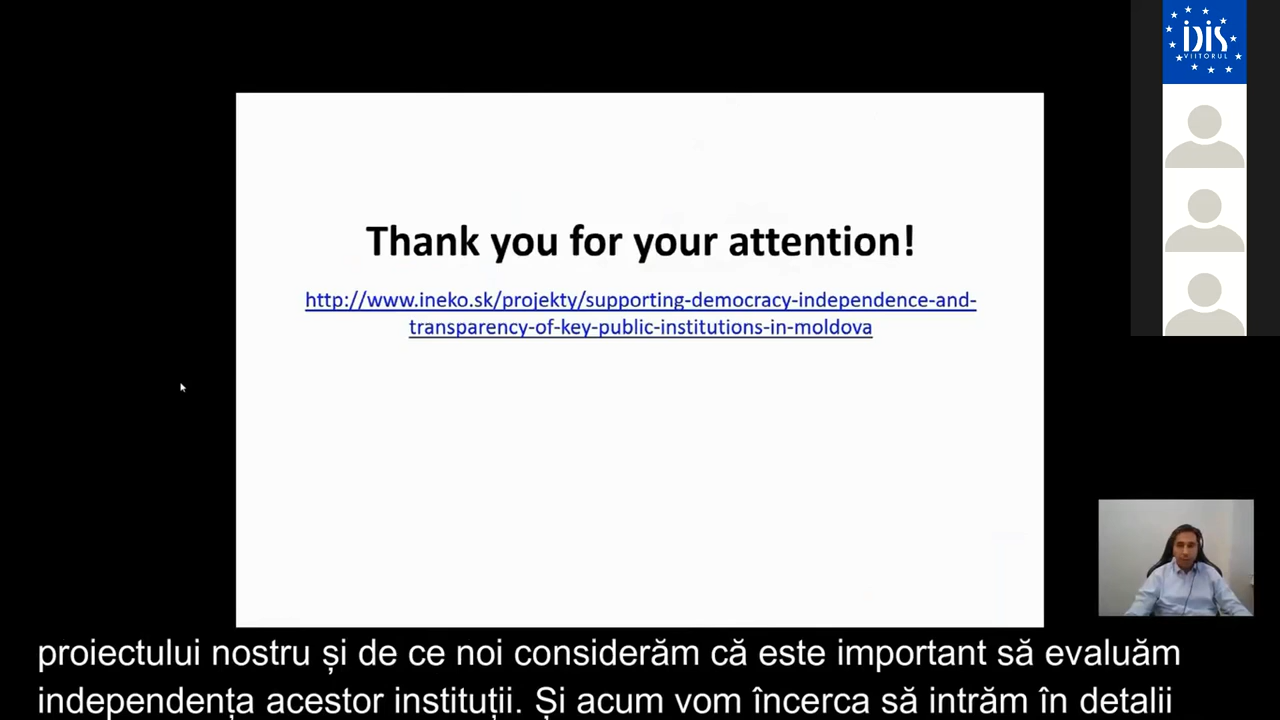 IDIS
VIITORUL
Thank you for your attention!
http://www.ineko.sk/projekty/supporting-democracy-independence-and-
transparency-of-key-public-institutions-in-moldova
proiectului nostru și de ce noi considerăm că este important să evaluăm
independența acestor instituții. Și acum vom încerca să intrăm în detalii